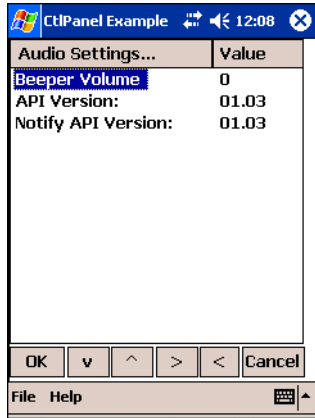 CtlPanel Example 12:08
Audio Settings... Value
Beeper Volume 0
API Version: 01.03
Notify API Version: 01.03
OK v ^ > < Cancel
File Help